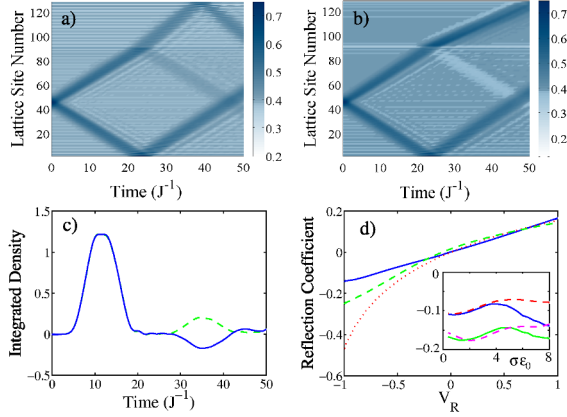 a)
Lattice Site Number
120
100
80
60
40
20
0 10 20 30 40 50
Time (J⁻¹)
0.7
0.6
0.5
0.4
0.3
0.2
b)
Lattice Site Number
120
100
80
60
40
20
0 10 20 30 40 50
Time (J⁻¹)
0.7
0.6
0.5
0.4
0.3
0.2
c)
Integrated Density
1.5
1
0.5
0
−0.5
0 10 20 30 40 50
Time (J⁻¹)
d)
Reflection Coefficient
0.2
0
−0.2
−0.4
−0.6
−1 −0.5 0 0.5 1
V_R
0
−0.1
−0.2
0 4 8
σε₀